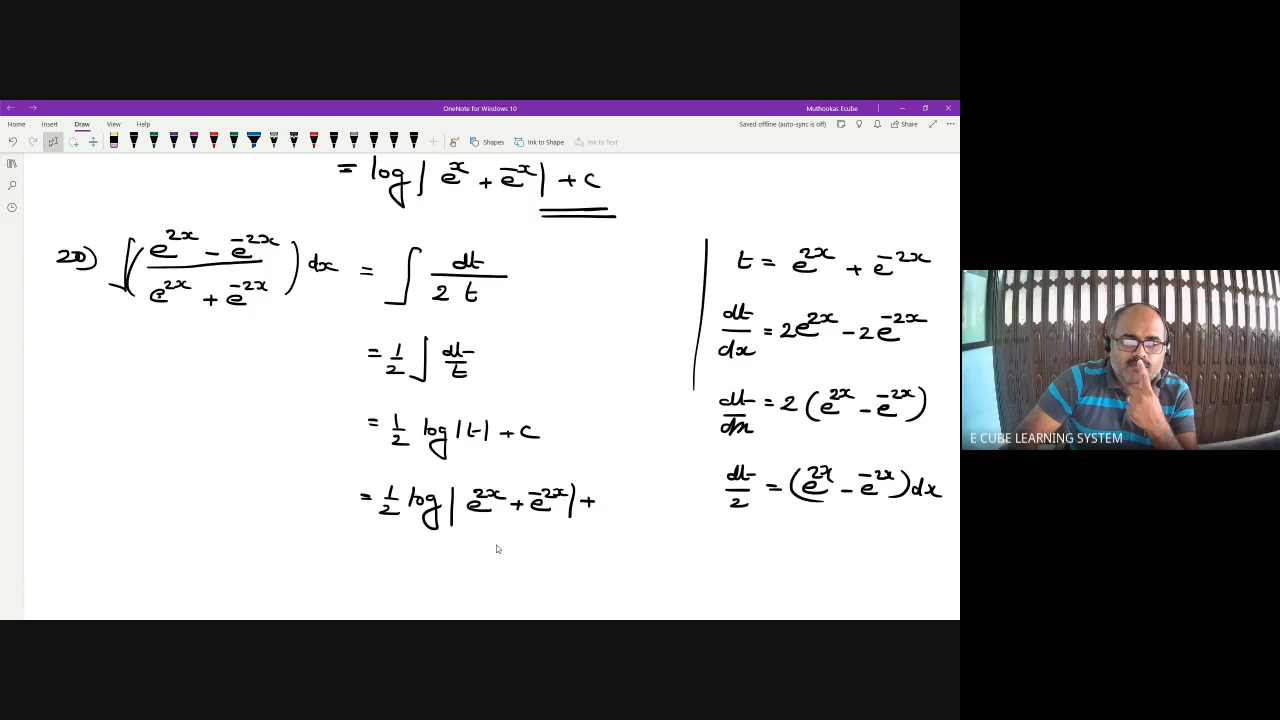 OneNote for Windows 10
Muthookas Ecube
Home Insert Draw View Help
Saved offline (auto-sync is off)
Share
Shapes
Ink to Shape
Ink to Text
= log | e^x + e^-x | + c
20) ∫ ( (e^2x - e^-2x) / (e^2x + e^-2x) ) dx = ∫ dt / 2 t
= 1/2 ∫ dt/t
= 1/2 log |t| + c
= 1/2 log | e^2x + e^-2x | +
t = e^2x + e^-2x
dt/dx = 2e^2x - 2e^-2x
dt/dx = 2 ( e^2x - e^-2x )
dt/2 = ( e^2x - e^-2x ) dx
E CUBE LEARNING SYSTEM